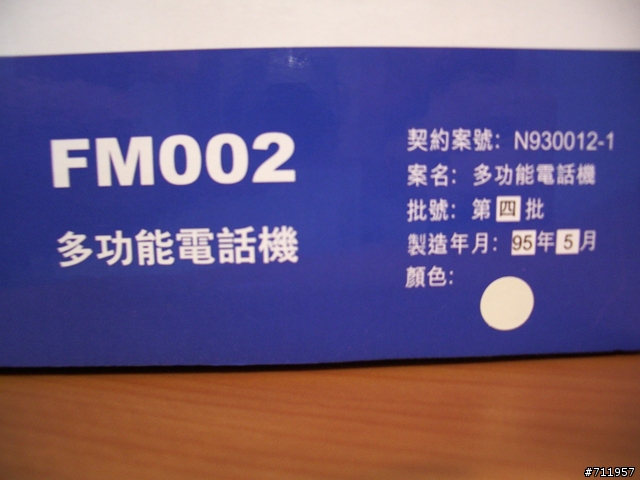 FM002
多功能電話機
契約案號: N930012-1
案名: 多功能電話機
批號: 第四批
製造年月: 95年5月
顏色:
#711957